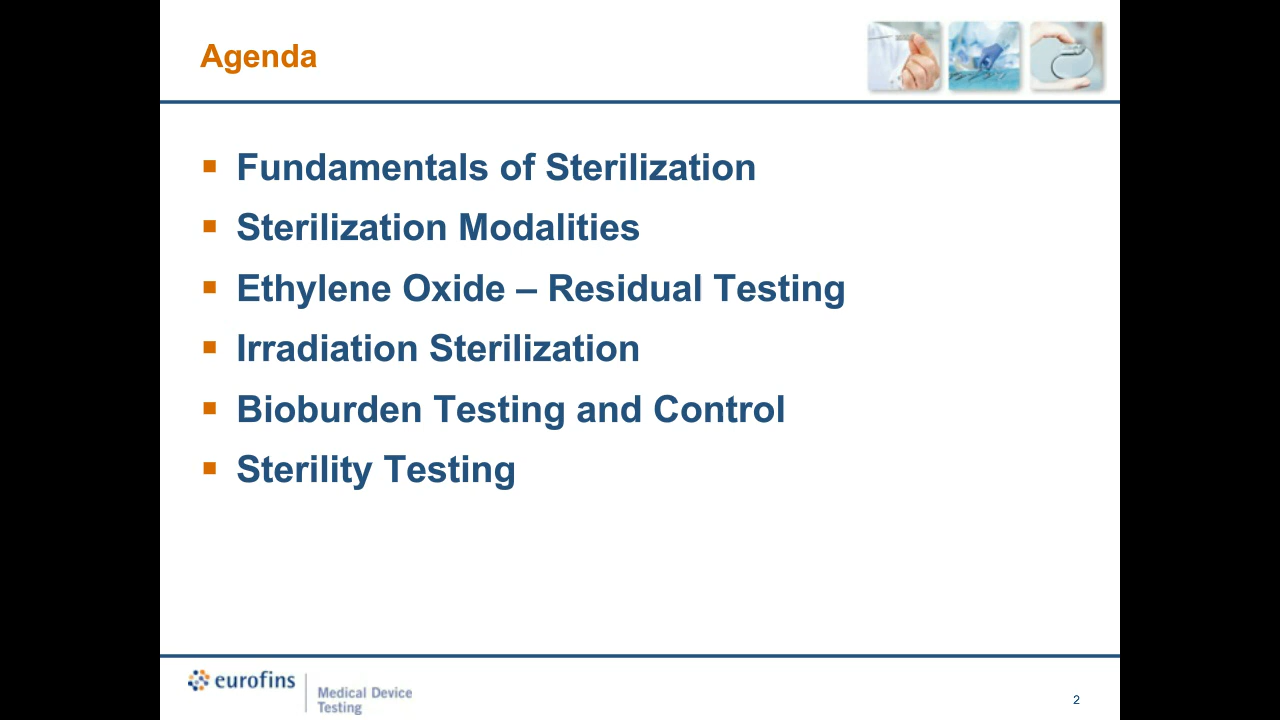 Agenda
Fundamentals of Sterilization
Sterilization Modalities
Ethylene Oxide – Residual Testing
Irradiation Sterilization
Bioburden Testing and Control
Sterility Testing
eurofins
Medical Device
Testing
2